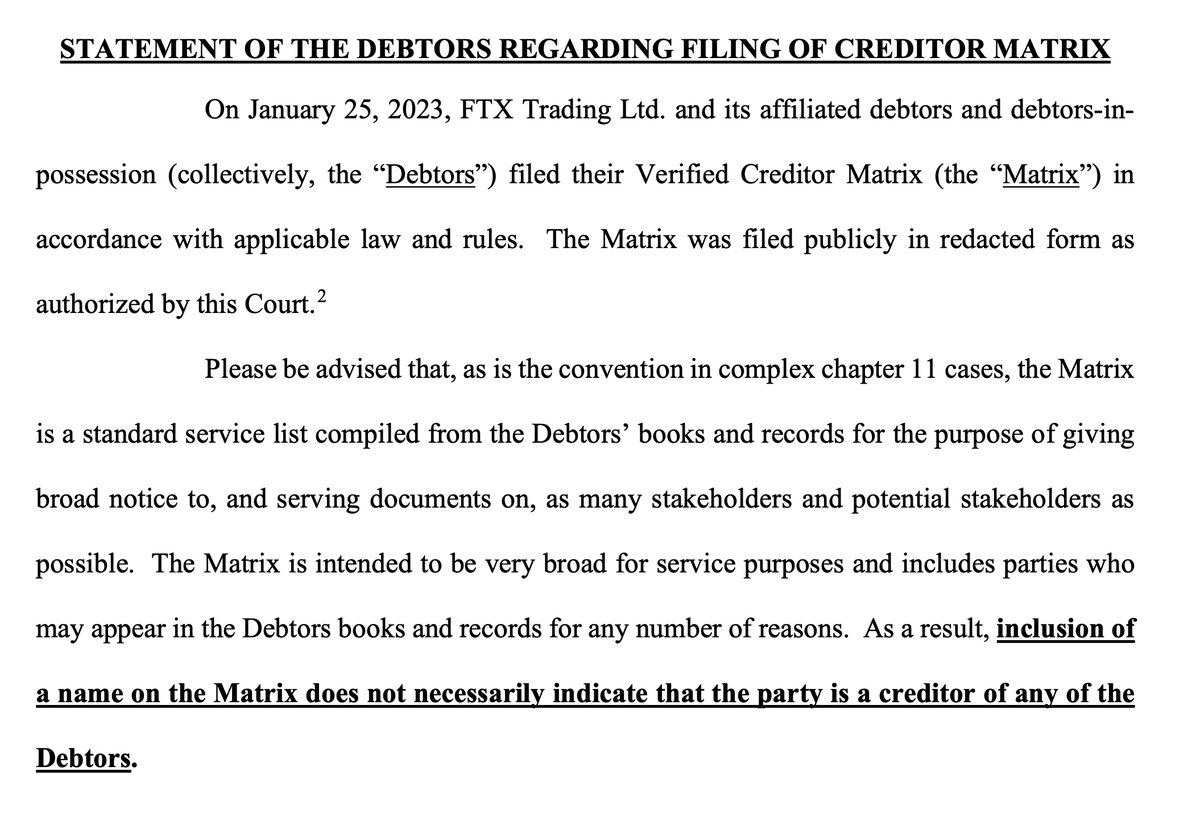 STATEMENT OF THE DEBTORS REGARDING FILING OF CREDITOR MATRIX
On January 25, 2023, FTX Trading Ltd. and its affiliated debtors and debtors-in-
possession (collectively, the “Debtors”) filed their Verified Creditor Matrix (the “Matrix”) in
accordance with applicable law and rules.  The Matrix was filed publicly in redacted form as
authorized by this Court.2
Please be advised that, as is the convention in complex chapter 11 cases, the Matrix
is a standard service list compiled from the Debtors’ books and records for the purpose of giving
broad notice to, and serving documents on, as many stakeholders and potential stakeholders as
possible.  The Matrix is intended to be very broad for service purposes and includes parties who
may appear in the Debtors books and records for any number of reasons.  As a result, inclusion of
a name on the Matrix does not necessarily indicate that the party is a creditor of any of the
Debtors.